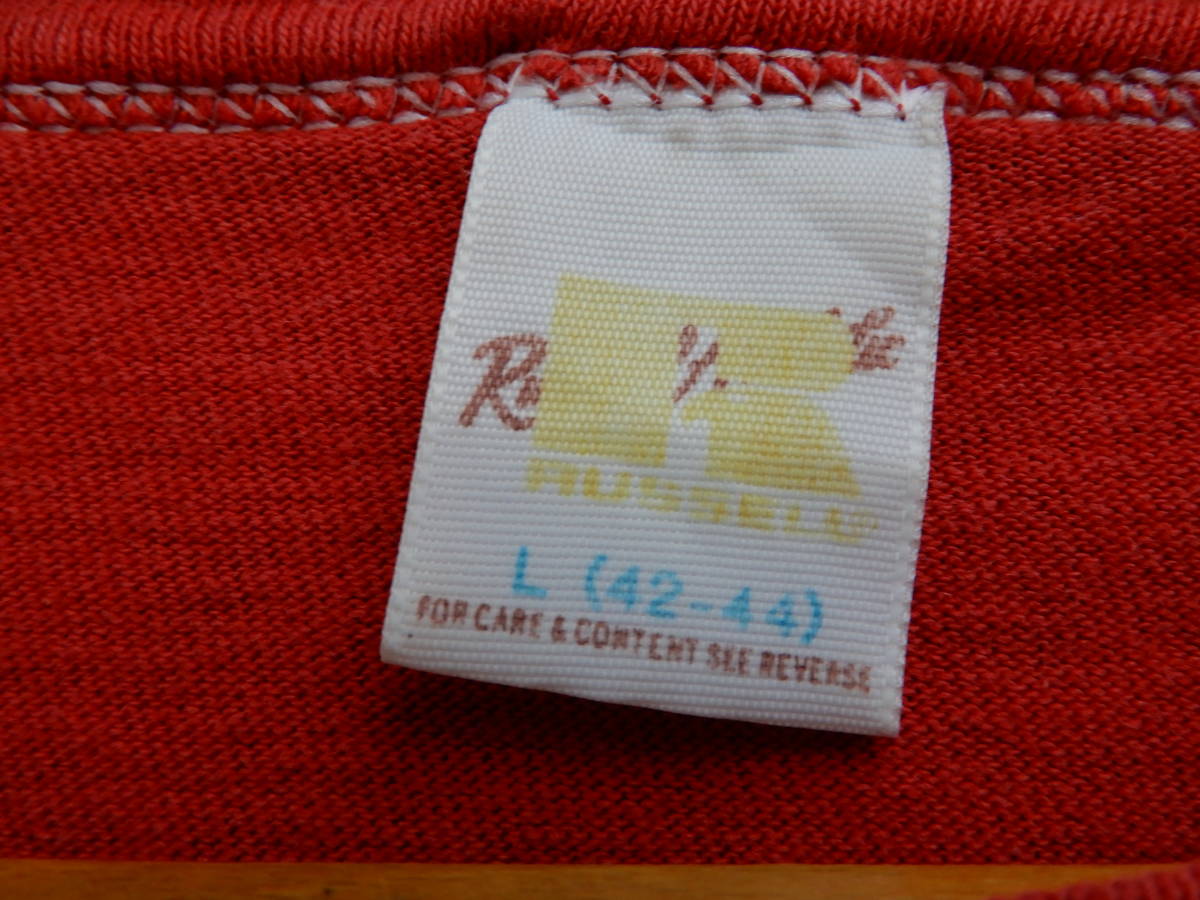 RUSSELL
L (42-44)
FOR CARE & CONTENT SEE REVERSE